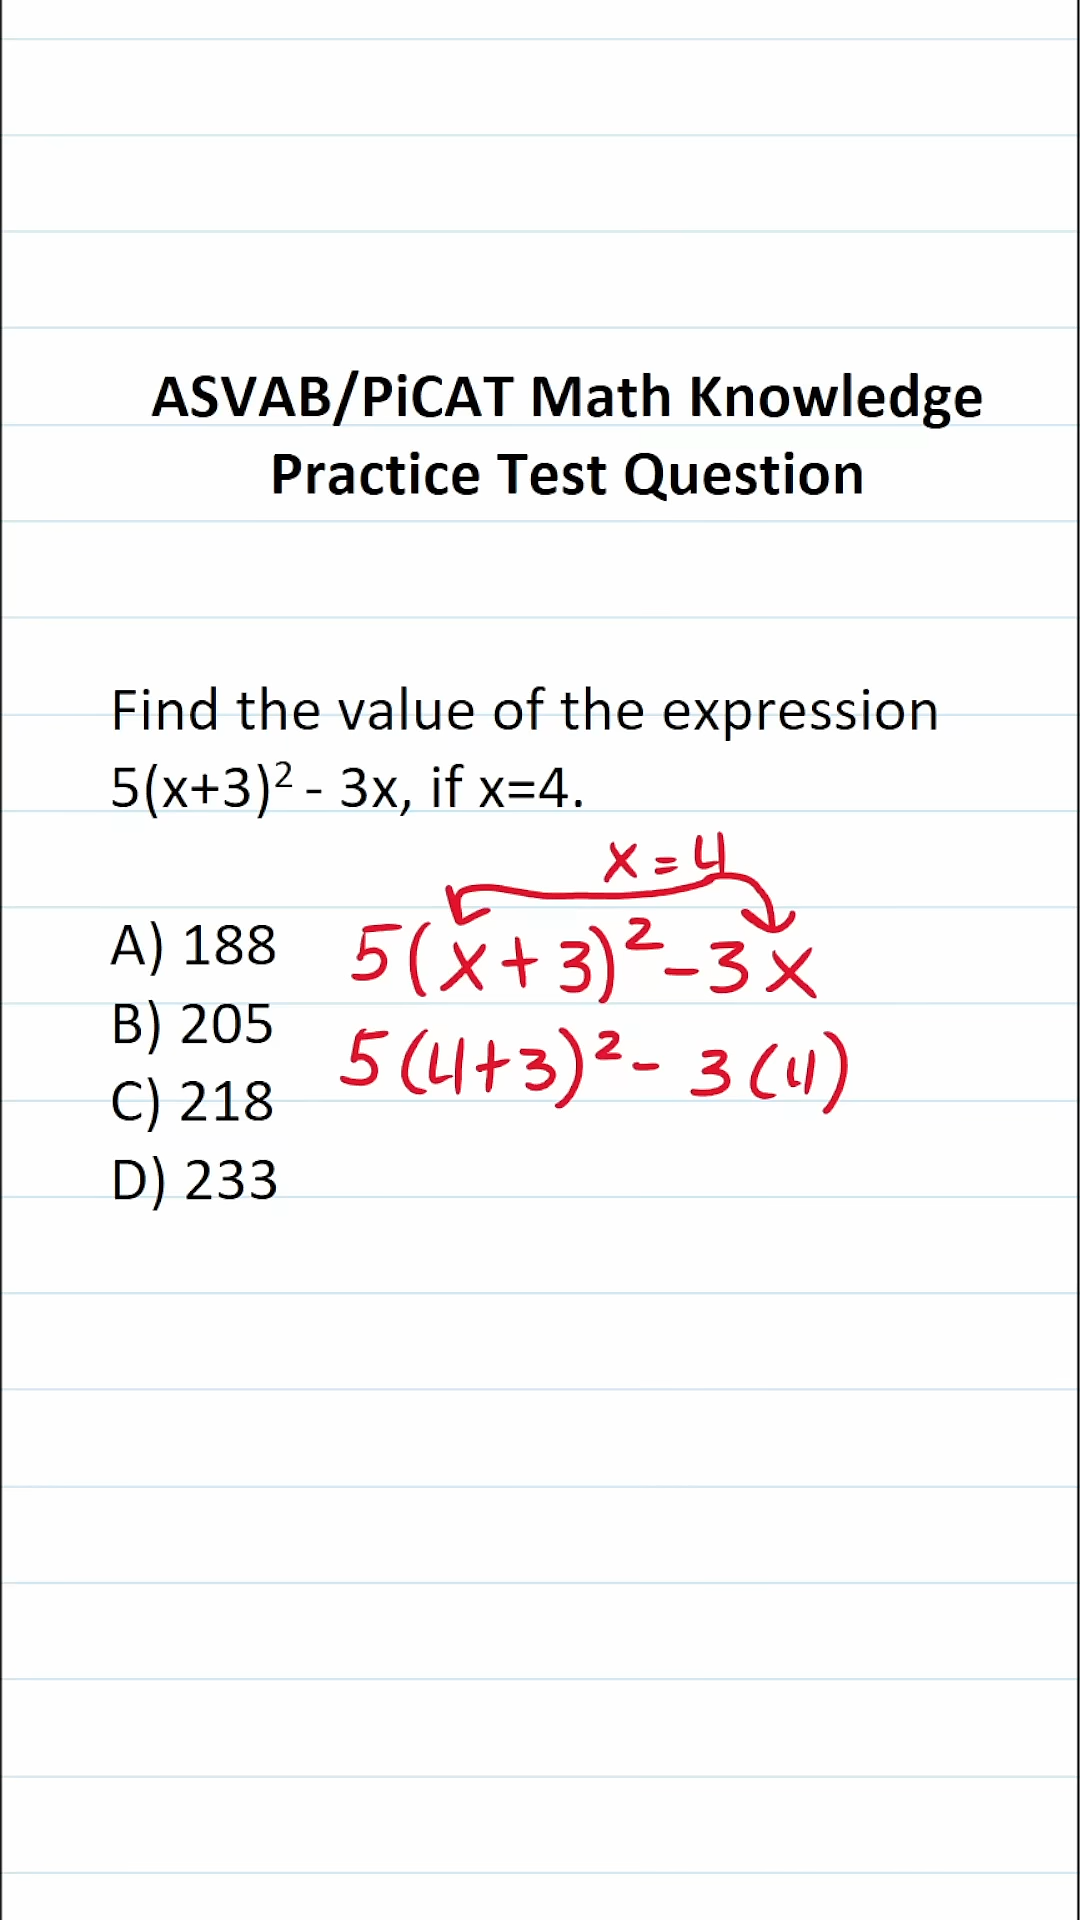 ASVAB/PiCAT Math Knowledge
Practice Test Question
Find the value of the expression
5(x+3)² - 3x, if x=4.
x = 4
A) 188
5(x+3)²-3x
B) 205
5(4+3)²- 3(4)
C) 218
D) 233